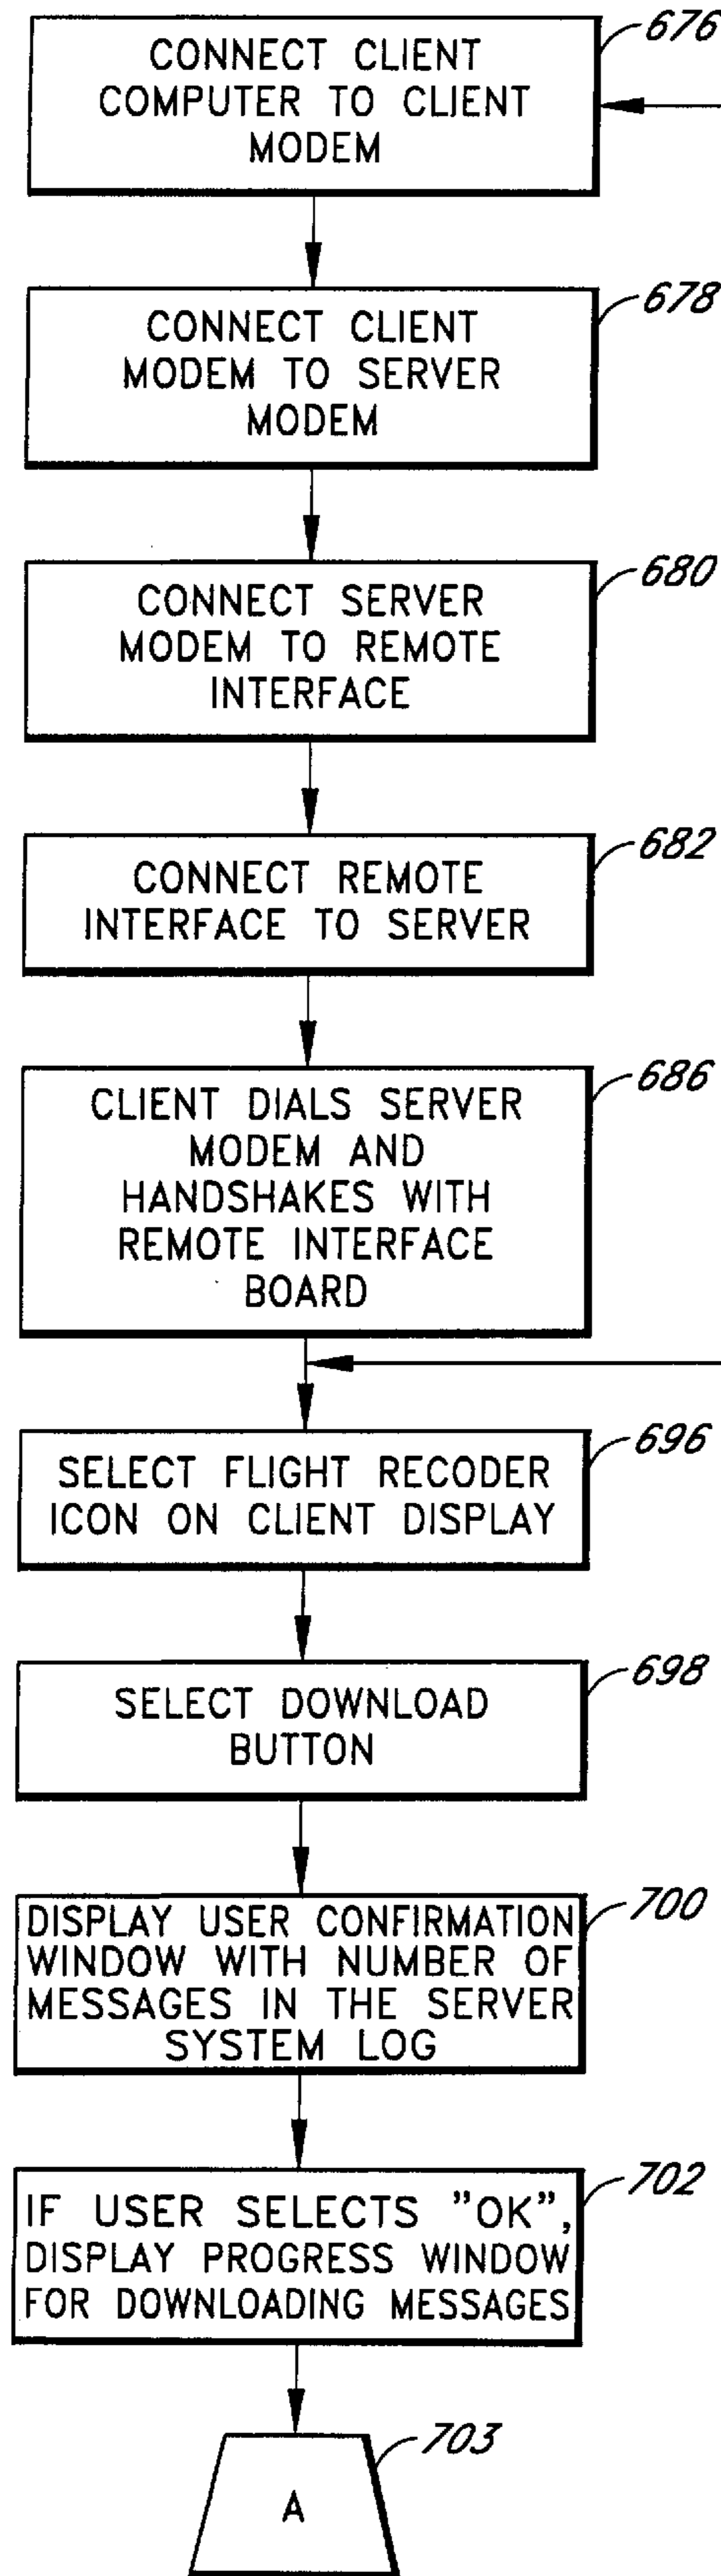 676
CONNECT CLIENT
COMPUTER TO CLIENT
MODEM
678
CONNECT CLIENT
MODEM TO SERVER
MODEM
680
CONNECT SERVER
MODEM TO REMOTE
INTERFACE
682
CONNECT REMOTE
INTERFACE TO SERVER
686
CLIENT DIALS SERVER
MODEM AND
HANDSHAKES WITH
REMOTE INTERFACE
BOARD
696
SELECT FLIGHT RECODER
ICON ON CLIENT DISPLAY
698
SELECT DOWNLOAD
BUTTON
700
DISPLAY USER CONFIRMATION
WINDOW WITH NUMBER OF
MESSAGES IN THE SERVER
SYSTEM LOG
702
IF USER SELECTS "OK",
DISPLAY PROGRESS WINDOW
FOR DOWNLOADING MESSAGES
703
A